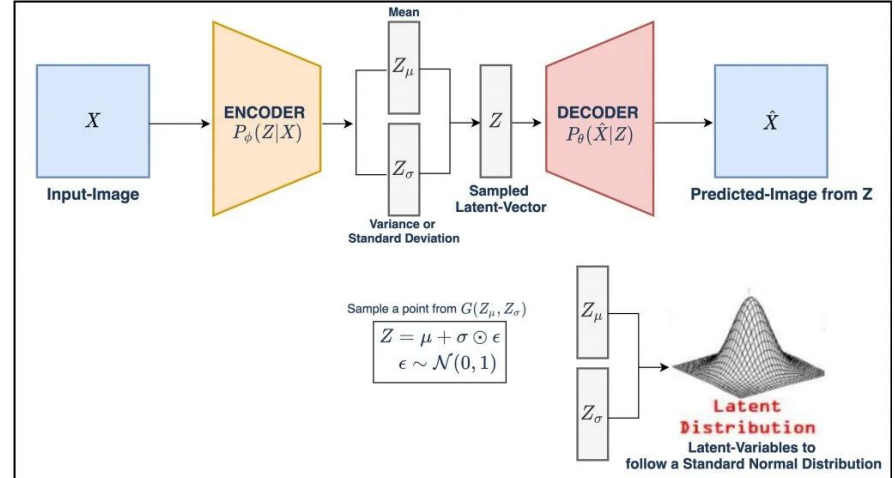 Mean
Z_μ
X
ENCODER
P_ϕ(Z|X)
Z
DECODER
P_θ(X̂|Z)
X̂
Z_σ
Input-Image
Sampled
Latent-Vector
Predicted-Image from Z
Variance or
Standard Deviation
Sample a point from G(Z_μ, Z_σ)
Z = μ + σ ⊙ ϵ
ϵ ∼ 𝒩(0, 1)
Z_μ
Z_σ
Latent
Distribution
Latent-Variables to
follow a Standard Normal Distribution